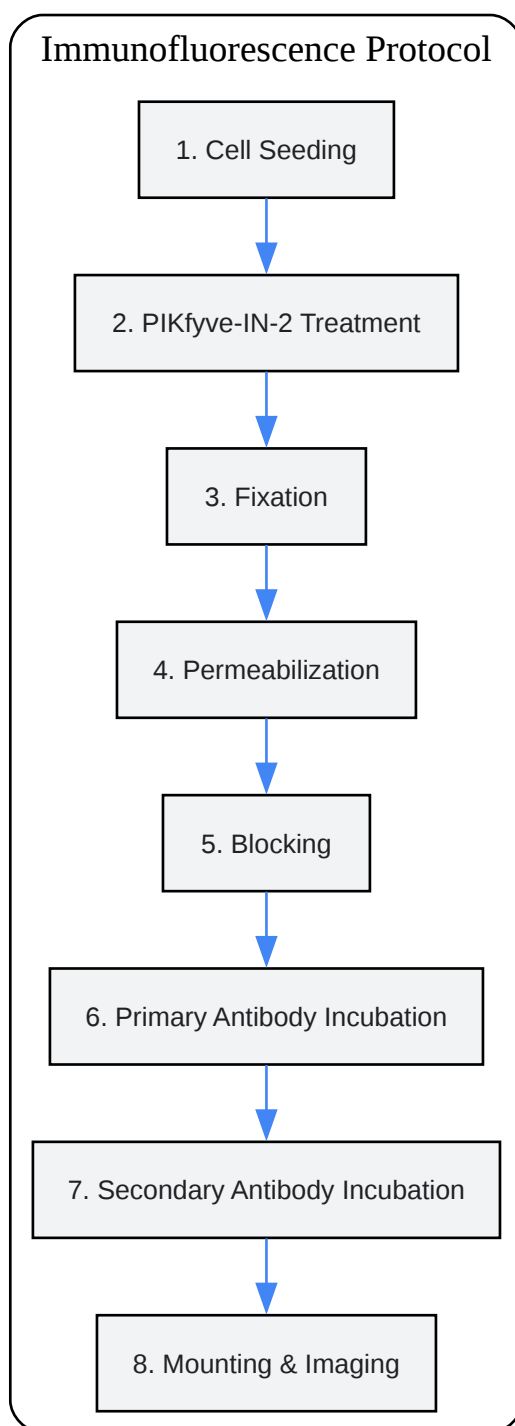 Immunofluorescence Protocol
1. Cell Seeding
2. PIKfyve-IN-2 Treatment
3. Fixation
4. Permeabilization
5. Blocking
6. Primary Antibody Incubation
7. Secondary Antibody Incubation
8. Mounting & Imaging